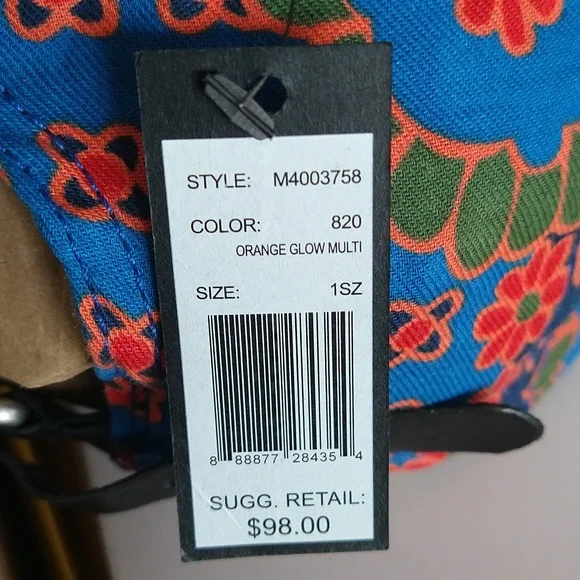 STYLE: M4003758
COLOR: 820
ORANGE GLOW MULTI
SIZE: 1SZ
8 88877 28435 4
SUGG. RETAIL:
$98.00